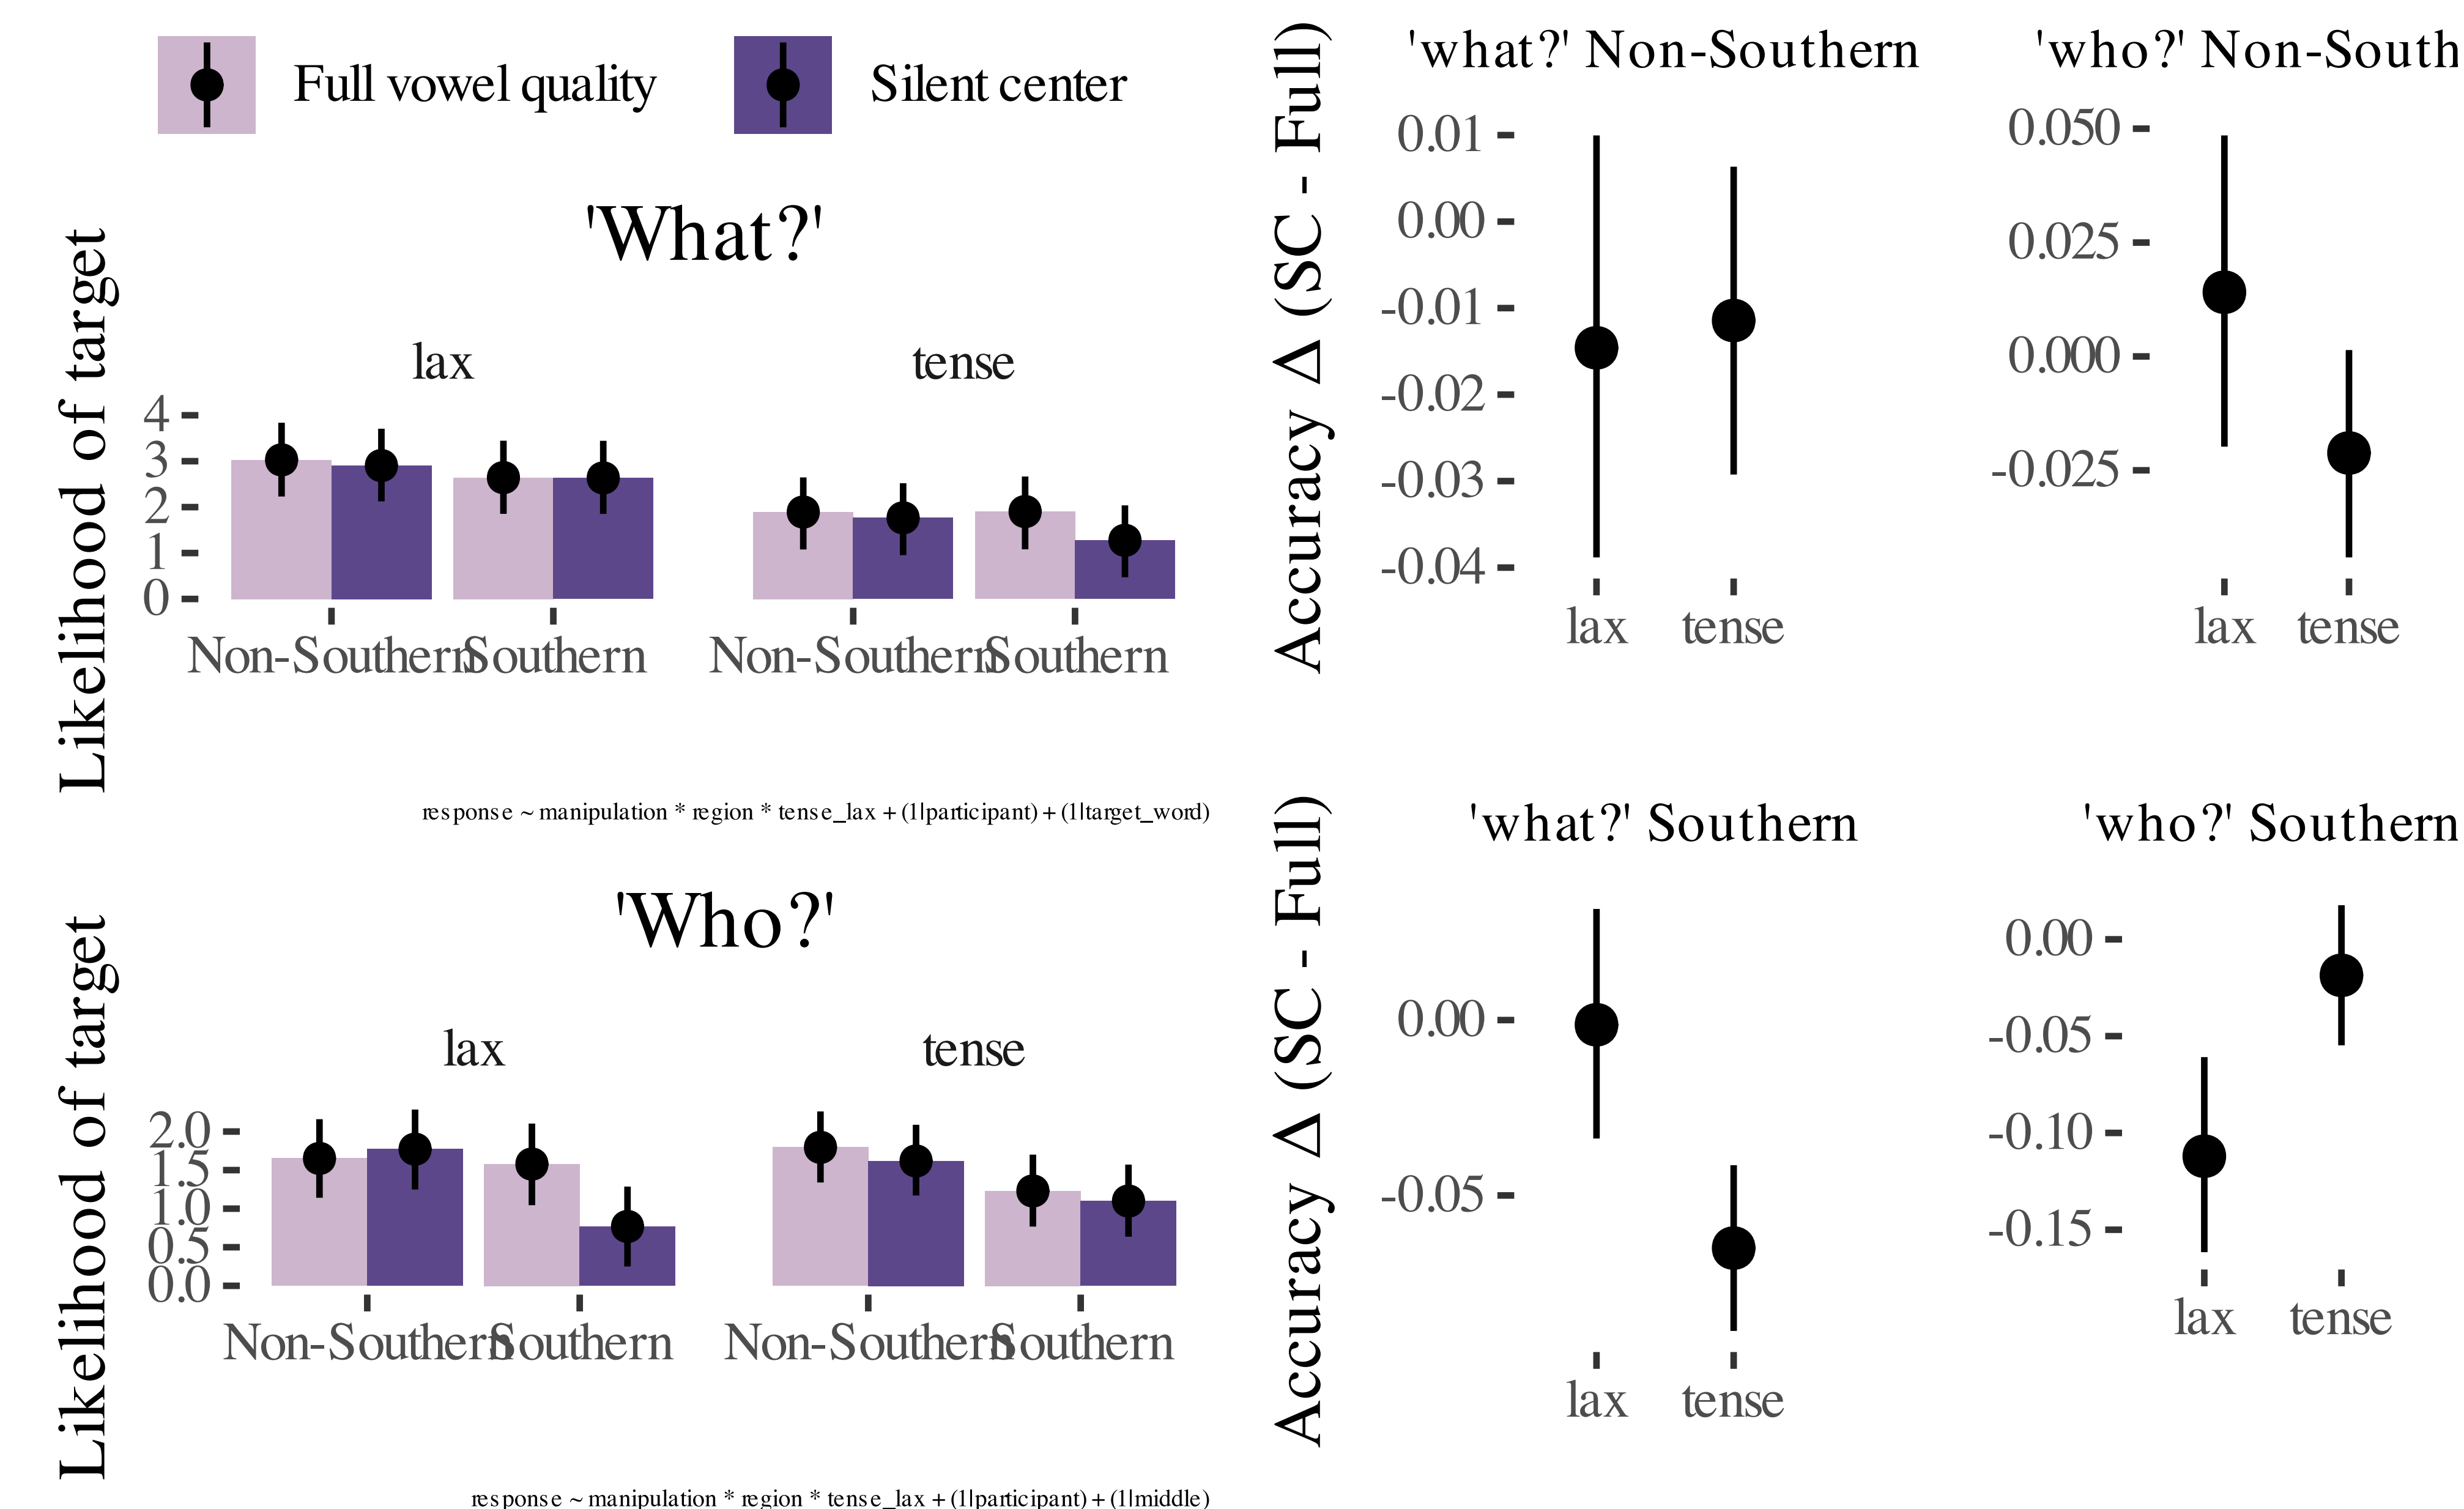 Full vowel quality
Silent center
'What?'
Likelihood of target
lax
tense
4
3
2
1
0
Non-Southern
Southern
Non-Southern
Southern
response ~ manipulation * region * tense_lax + (1|participant) + (1|target_word)
'Who?'
Likelihood of target
lax
tense
2.0
1.5
1.0
0.5
0.0
Non-Southern
Southern
Non-Southern
Southern
response ~ manipulation * region * tense_lax + (1|participant) + (1|middle)
'what?' Non-Southern
Accuracy Δ (SC - Full)
0.01
0.00
-0.01
-0.02
-0.03
-0.04
lax
tense
'who?' Non-South
0.050
0.025
0.000
-0.025
lax
tense
'what?' Southern
Accuracy Δ (SC - Full)
0.00
-0.05
lax
tense
'who?' Southern
0.00
-0.05
-0.10
-0.15
lax
tense